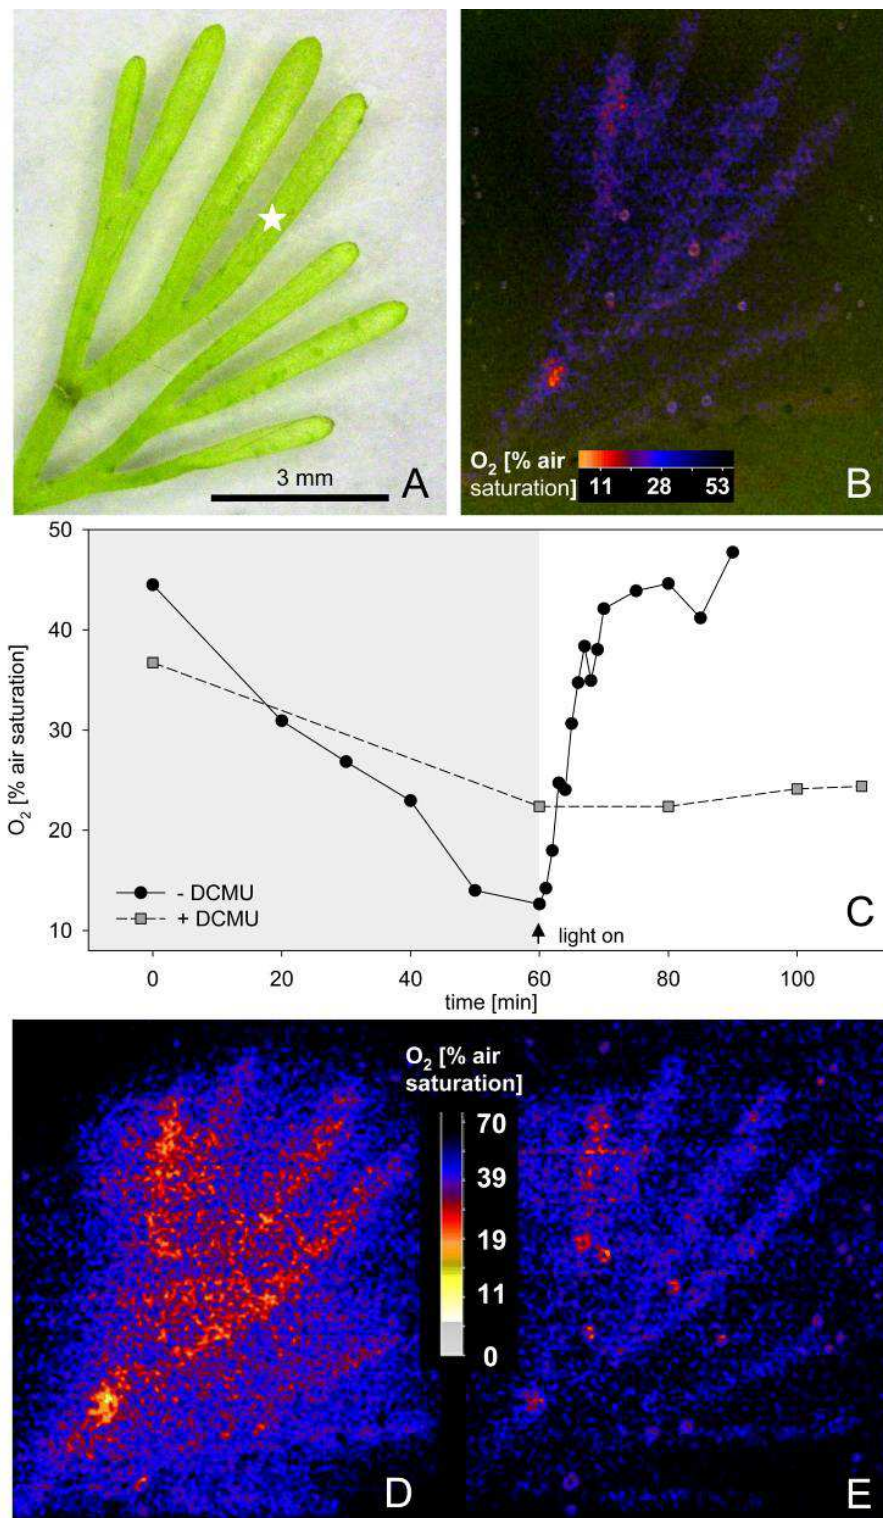 3 mm
A
O2 [% air
saturation]
11 28 53
B
50
40
30
20
10
O2 [% air saturation]
- DCMU
+ DCMU
light on
C
0 20 40 60 80 100
time [min]
O2 [% air
saturation]
70
39
19
11
0
D
E